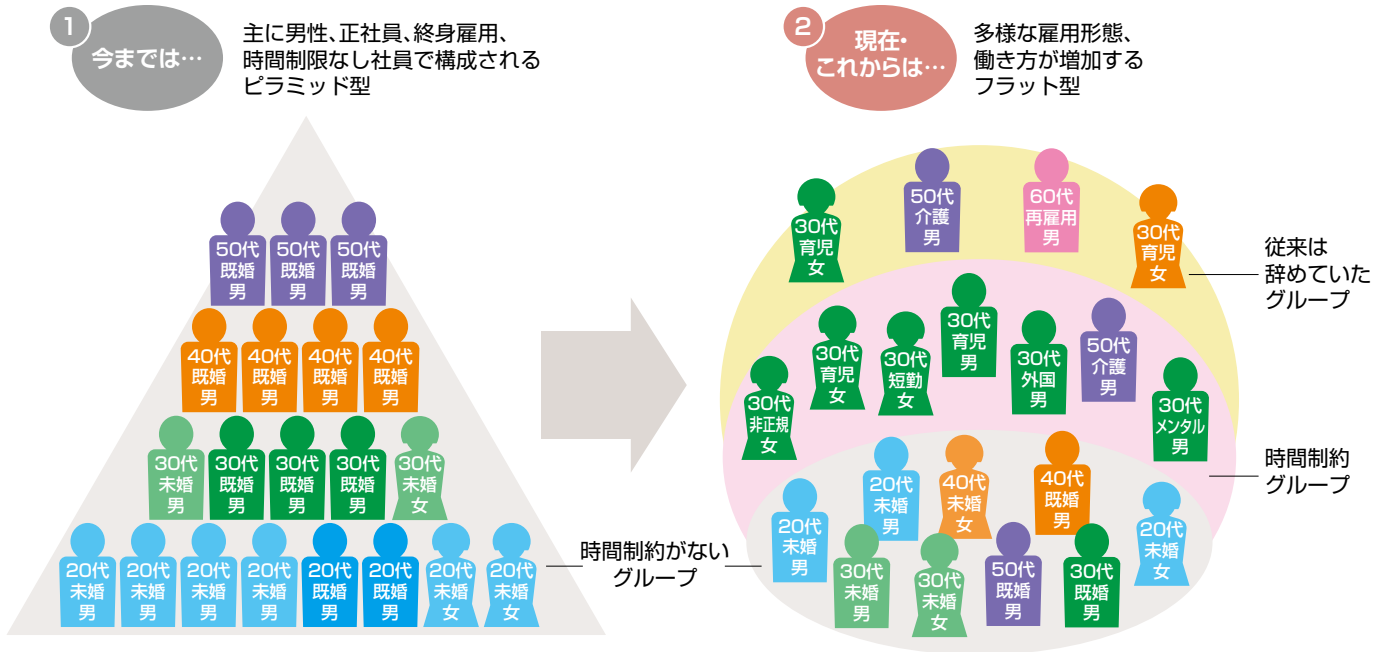 1
今までは…
主に男性、正社員、終身雇用、
時間制限なし社員で構成される
ピラミッド型
50代
既婚
男
50代
既婚
男
50代
既婚
男
40代
既婚
男
40代
既婚
男
40代
既婚
男
40代
既婚
男
30代
未婚
男
30代
既婚
男
30代
既婚
男
30代
既婚
男
30代
未婚
女
20代
未婚
男
20代
未婚
男
20代
未婚
男
20代
未婚
男
20代
既婚
男
20代
既婚
男
20代
未婚
女
20代
未婚
女
時間制約がない
グループ
2
現在・
これからは…
多様な雇用形態、
働き方が増加する
フラット型
30代
育児
女
50代
介護
男
60代
再雇用
男
30代
育児
女
従来は
辞めていた
グループ
30代
非正規
女
30代
育児
女
30代
短勤
女
30代
育児
男
30代
外国
男
50代
介護
男
30代
メンタル
男
時間制約
グループ
20代
未婚
男
20代
未婚
男
40代
未婚
女
40代
既婚
男
20代
未婚
女
30代
未婚
男
30代
未婚
女
50代
既婚
男
30代
既婚
男